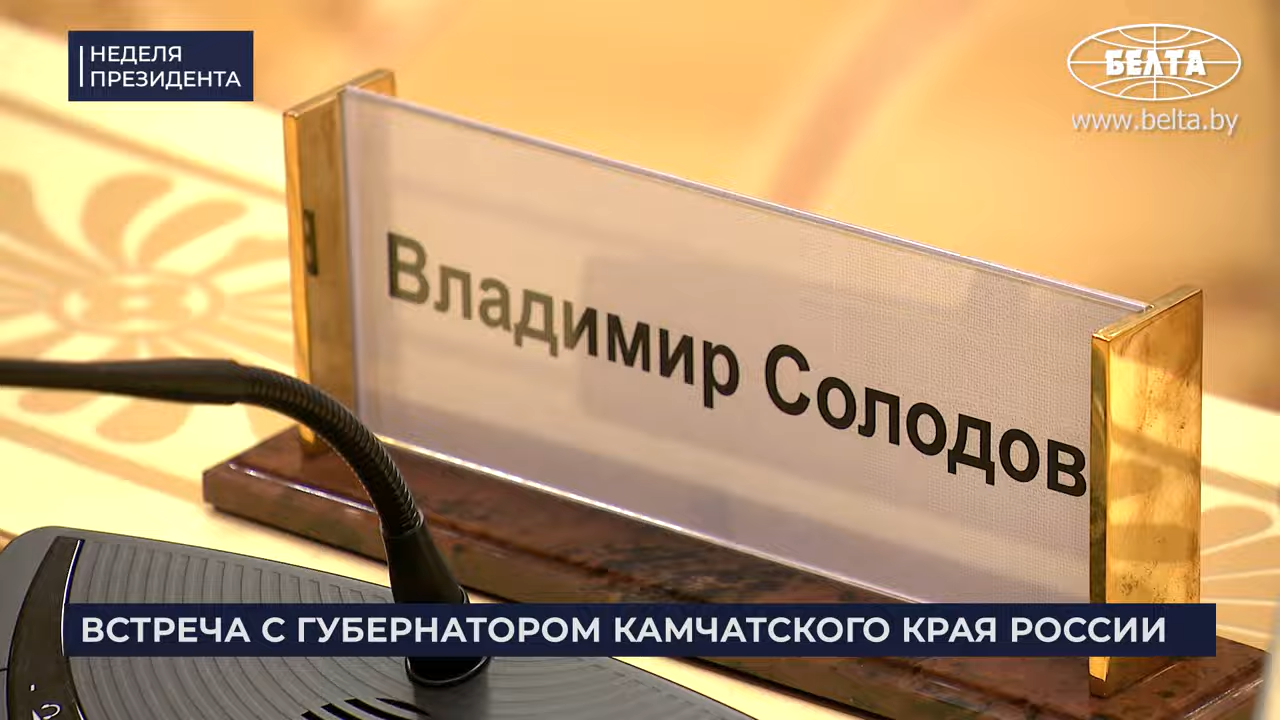 НЕДЕЛЯ
ПРЕЗИДЕНТА
БЕЛТА
www.belta.by
Владимир Солодов
ВСТРЕЧА С ГУБЕРНАТОРОМ КАМЧАТСКОГО КРАЯ РОССИИ